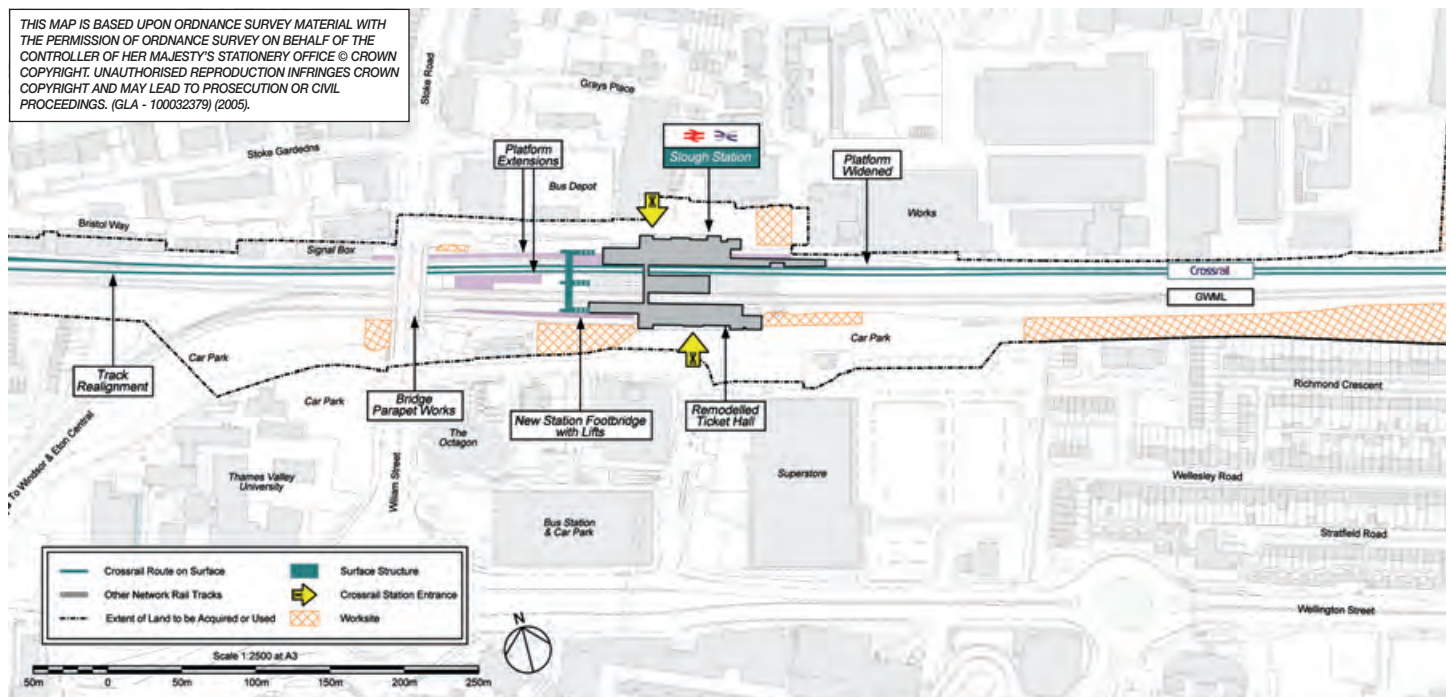 THIS MAP IS BASED UPON ORDNANCE SURVEY MATERIAL WITH
THE PERMISSION OF ORDNANCE SURVEY ON BEHALF OF THE
CONTROLLER OF HER MAJESTY'S STATIONERY OFFICE © CROWN
COPYRIGHT. UNAUTHORISED REPRODUCTION INFRINGES CROWN
COPYRIGHT AND MAY LEAD TO PROSECUTION OR CIVIL
PROCEEDINGS. (GLA - 100032379) (2005).
Stoke Road
Grays Place
Stoke Gardedns
Platform
Extensions
Bus Depot
Slough Station
Platform
Widened
Works
Bristol Way
Signal Box
Crossrail
GWML
Car Park
Car Park
Track
Realignment
Car Park
Bridge
Parapet Works
The
Octagon
New Station Footbridge
with Lifts
Remodelled
Ticket Hall
Richmond Crescent
To Windsor & Eton Central
Thames Valley
University
William Street
Superstore
Wellesley Road
Bus Station
& Car Park
Stratfield Road
Wellington Street
Crossrail Route on Surface
Surface Structure
Other Network Rail Tracks
Crossrail Station Entrance
Extent of Land to be Acquired or Used
Worksite
N
Scale 1:2500 at A3
50m 0 50m 100m 150m 200m 250m